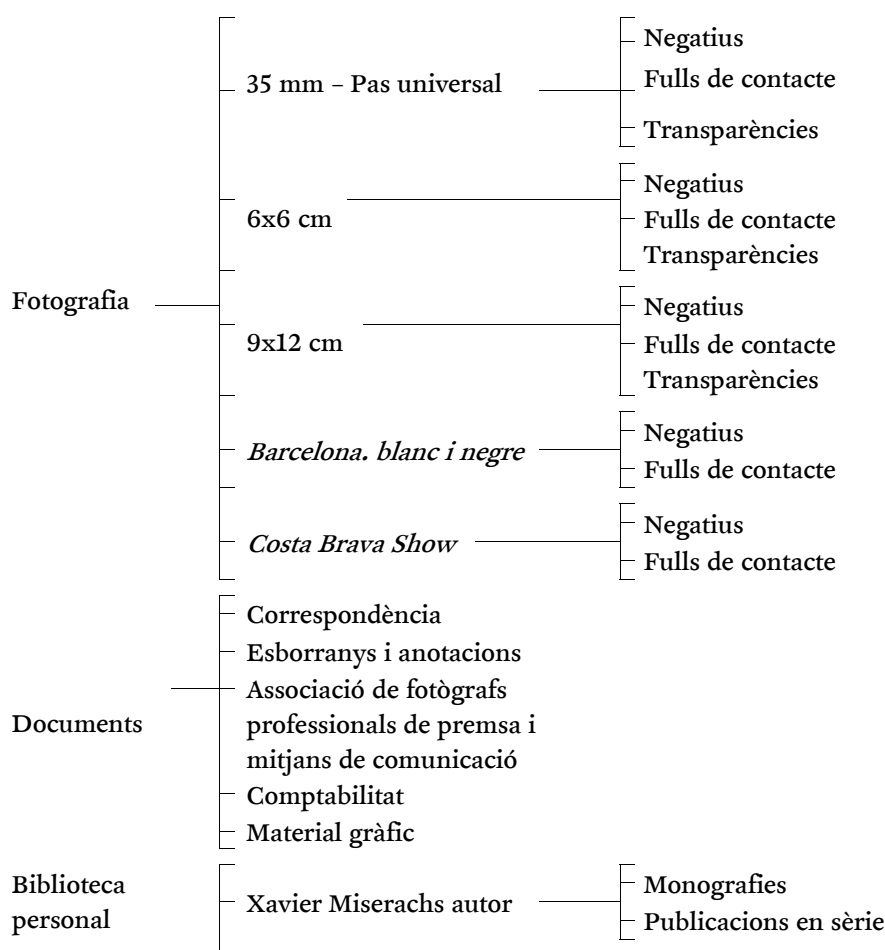 Fotografia
35 mm – Pas universal
Negatius
Fulls de contacte
Transparències
6x6 cm
Negatius
Fulls de contacte
Transparències
9x12 cm
Negatius
Fulls de contacte
Transparències
Barcelona. blanc i negre
Negatius
Fulls de contacte
Costa Brava Show
Negatius
Fulls de contacte
Documents
Correspondència
Esborranys i anotacions
Associació de fotògrafs
professionals de premsa i
mitjans de comunicació
Comptabilitat
Material gràfic
Biblioteca
personal
Xavier Miserachs autor
Monografies
Publicacions en sèrie